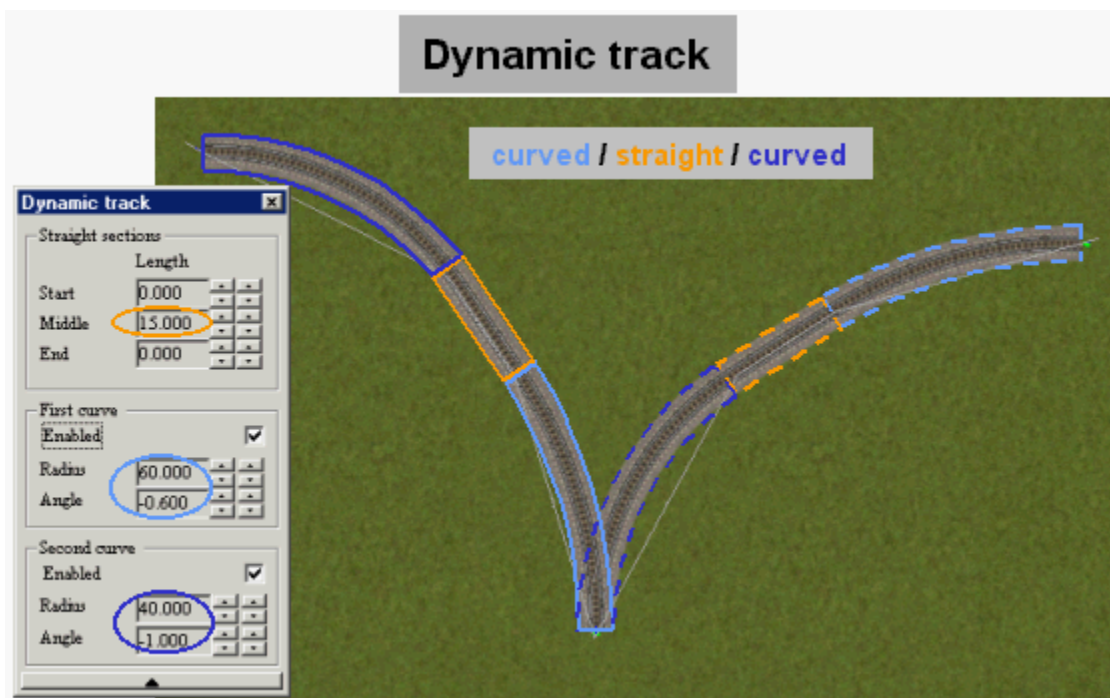 Dynamic track
curved / straight / curved
Dynamic track
Straight sections
Length
Start 0.000
Middle 15.000
End 0.000
First curve
Enabled
Radius 60.000
Angle -0.600
Second curve
Enabled
Radius 40.000
Angle -1.000